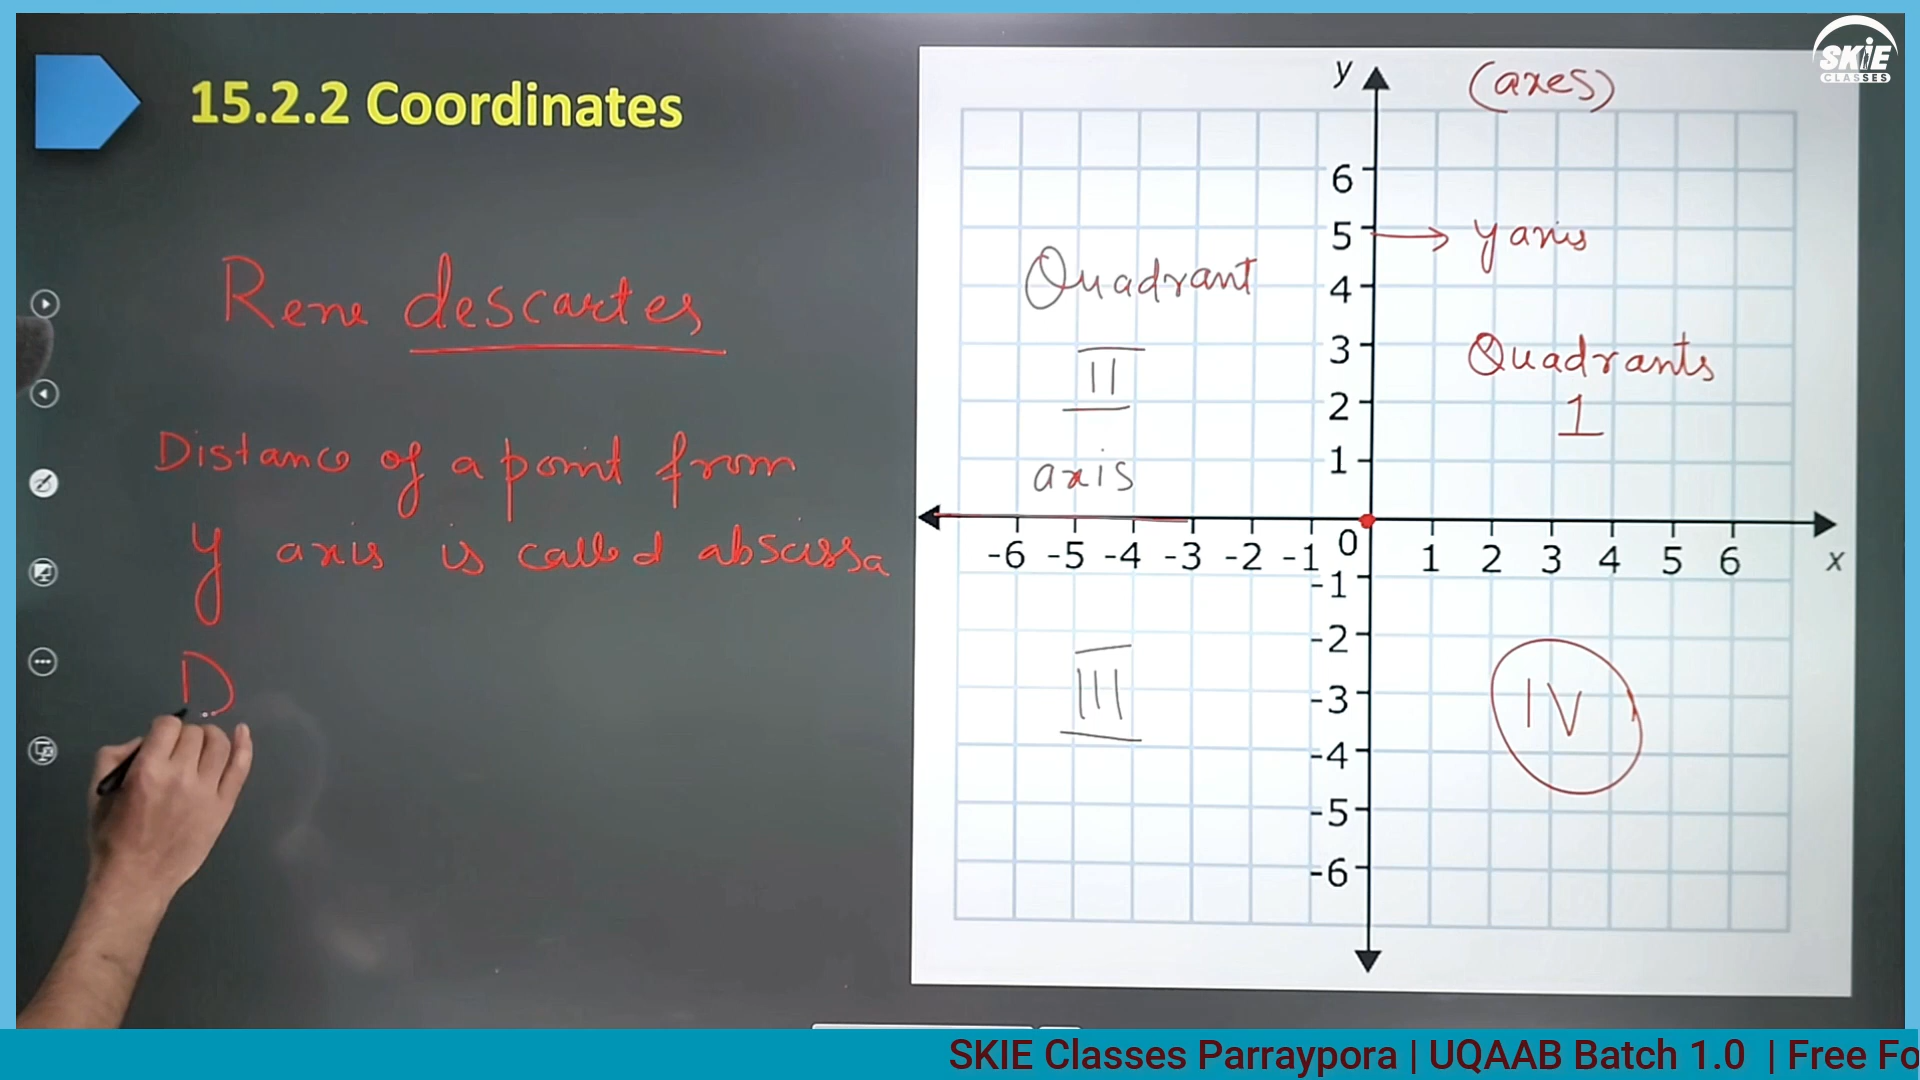 15.2.2 Coordinates
Rene descartes
Distance of a point from
y axis is called abscissa
D
y
(axes)
6
5
y axis
Quadrant
4
3
Quadrants
II
2
1
1
axis
-6 -5 -4 -3 -2 -1 0 1 2 3 4 5 6 x
-1
-2
III
-3
IV
-4
-5
-6
SKIE
CLASSES
SKIE Classes Parraypora | UQAAB Batch 1.0 | Free Fo